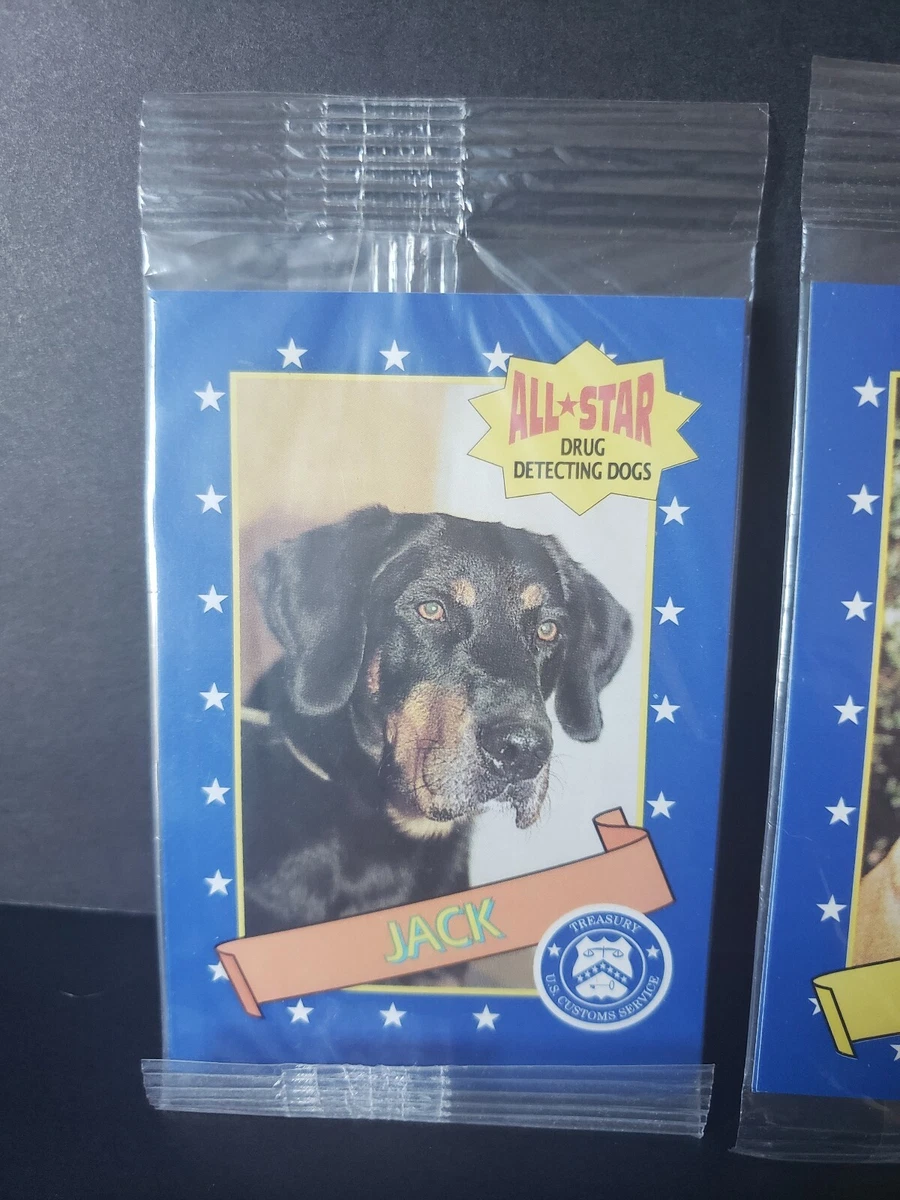 ALL★STAR
DRUG
DETECTING DOGS
JACK
TREASURY
U.S. CUSTOMS SERVICE